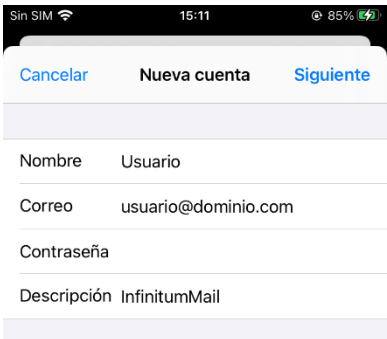 Sin SIM 15:11 85%
Cancelar Nueva cuenta Siguiente
Nombre Usuario
Correo usuario@dominio.com
Contraseña
Descripción InfinitumMail